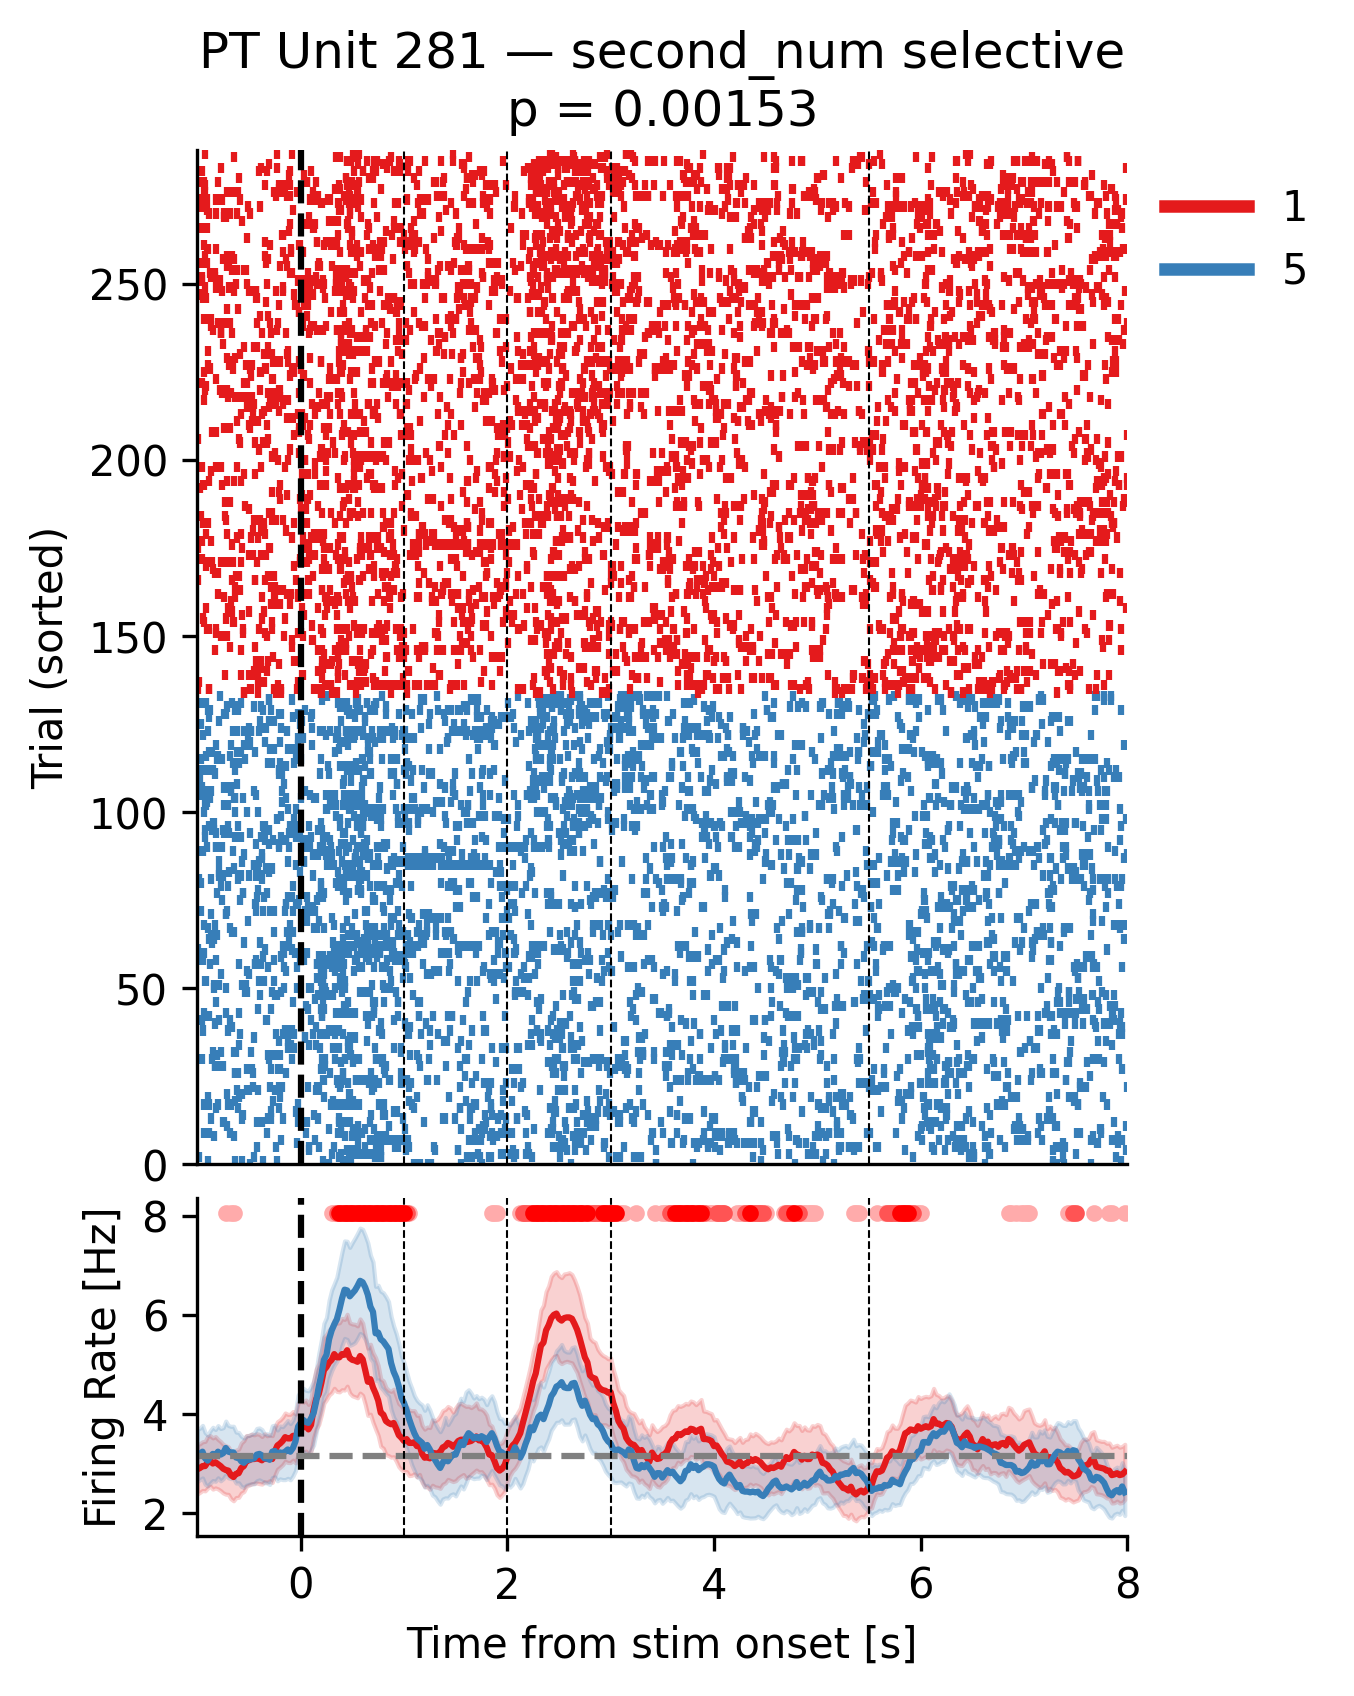 PT Unit 281 — second_num selective
p = 0.00153
1
5
Trial (sorted)
250
200
150
100
50
0
Firing Rate [Hz]
8
6
4
2
0 2 4 6 8
Time from stim onset [s]